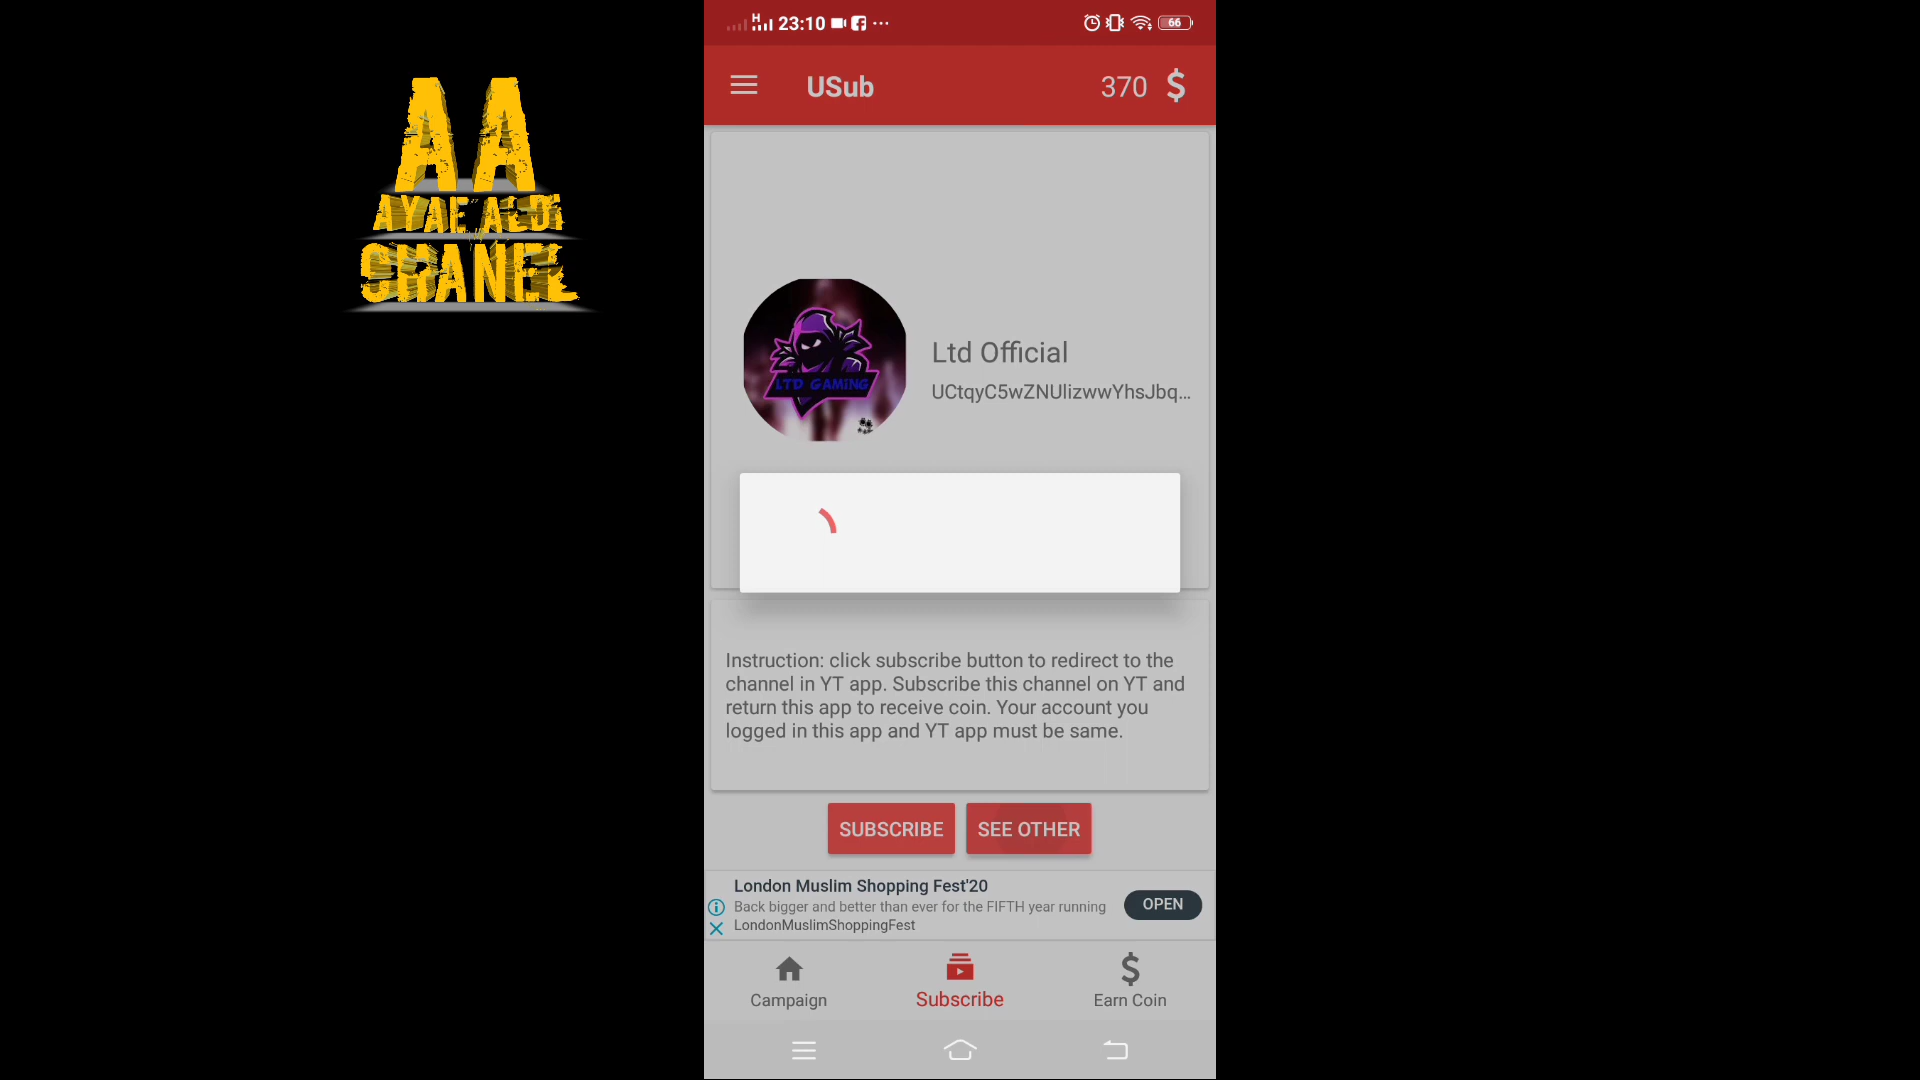 AA
AYAE ALDI
CHANEL
H 23:10 66
USub 370 $
LTD GAMING
Ltd Official
UCtqyC5wZNUlizwwYhsJbq...
Instruction: click subscribe button to redirect to the
channel in YT app. Subscribe this channel on YT and
return this app to receive coin. Your account you
logged in this app and YT app must be same.
SUBSCRIBE SEE OTHER
London Muslim Shopping Fest'20
Back bigger and better than ever for the FIFTH year running
LondonMuslimShoppingFest
OPEN
Campaign Subscribe Earn Coin